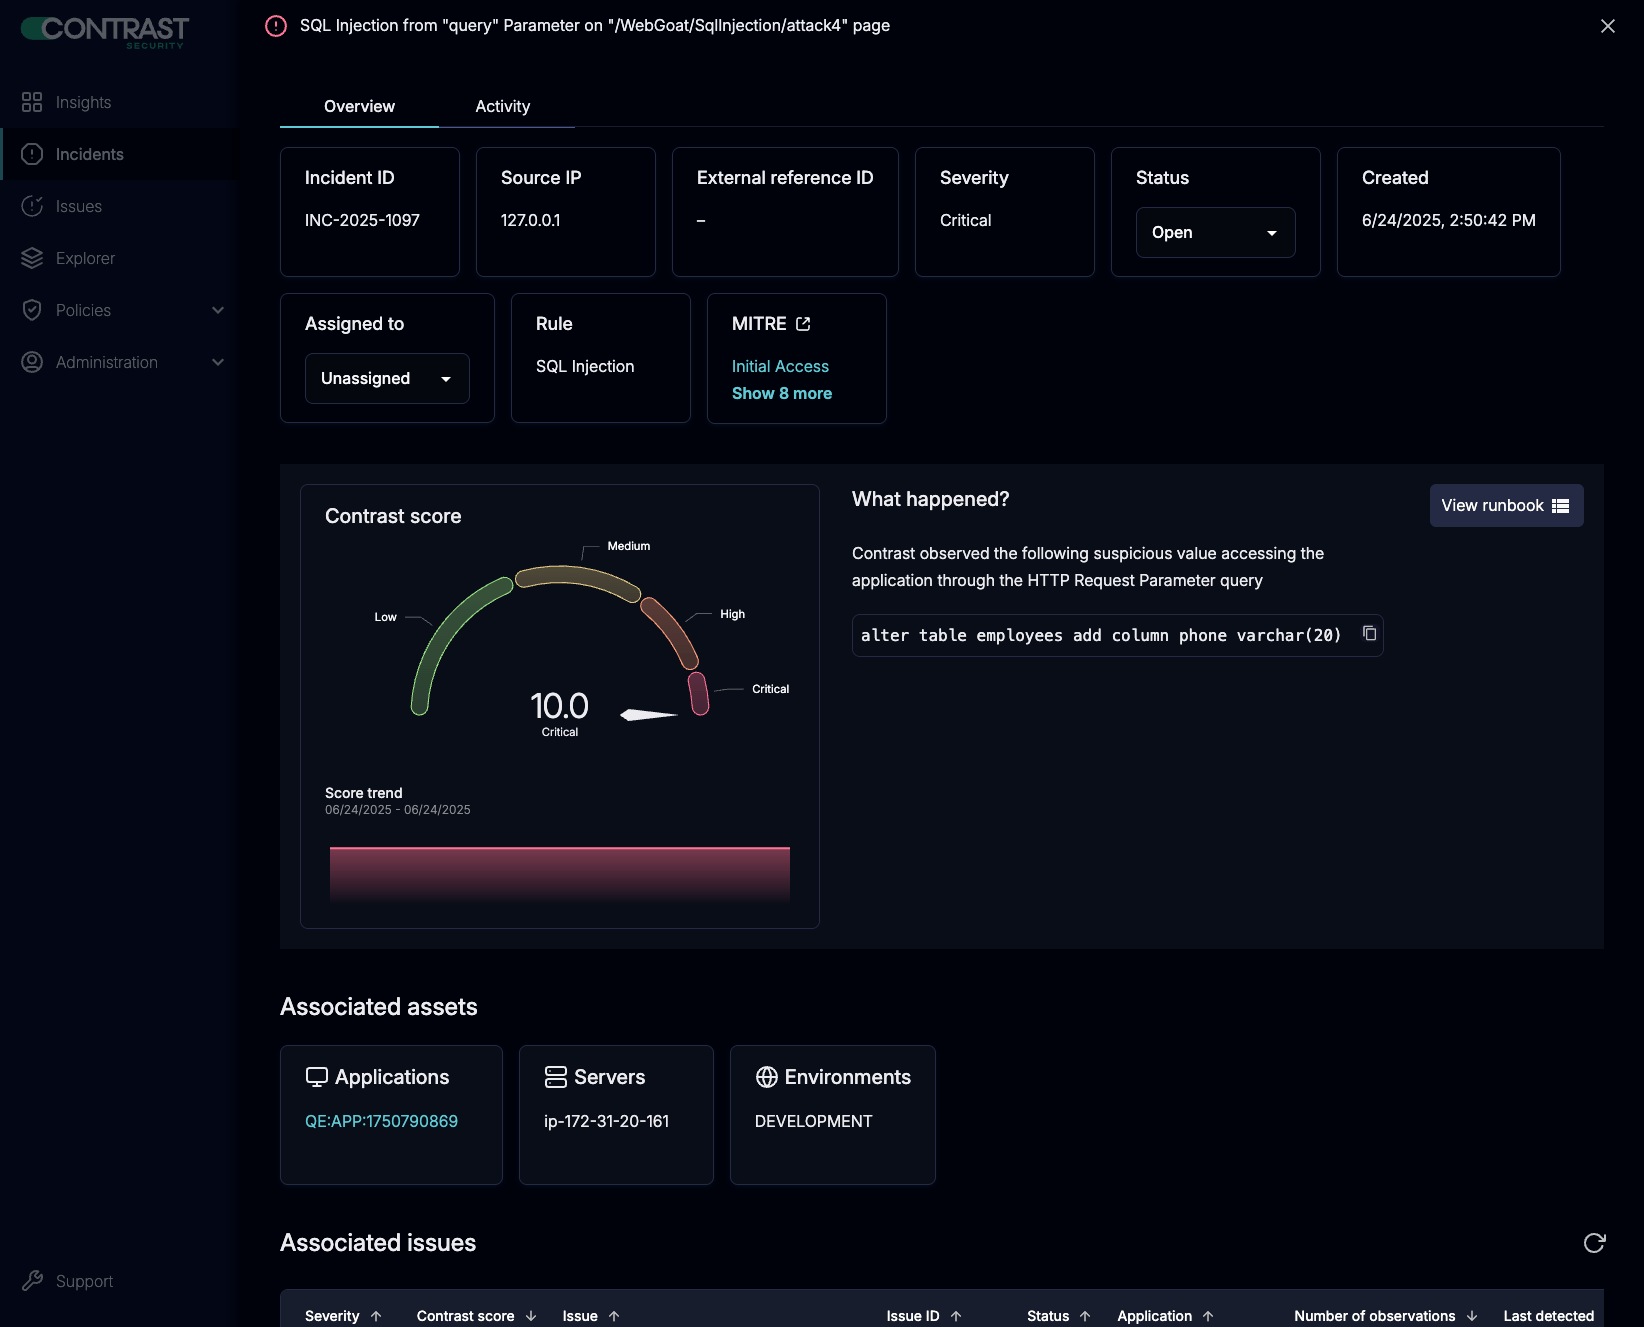 CONTRAST
SECURITY
SQL Injection from "query" Parameter on "/WebGoat/SqlInjection/attack4" page
Insights
Incidents
Issues
Explorer
Policies
Administration
Support
Overview
Activity
Incident ID
INC-2025-1097
Source IP
127.0.0.1
External reference ID
–
Severity
Critical
Status
Open
Created
6/24/2025, 2:50:42 PM
Assigned to
Unassigned
Rule
SQL Injection
MITRE
Initial Access
Show 8 more
Contrast score
Low
Medium
High
Critical
10.0
Critical
Score trend
06/24/2025 - 06/24/2025
What happened?
View runbook
Contrast observed the following suspicious value accessing the
application through the HTTP Request Parameter query
alter table employees add column phone varchar(20)
Associated assets
Applications
QE:APP:1750790869
Servers
ip-172-31-20-161
Environments
DEVELOPMENT
Associated issues
Severity Contrast score Issue Issue ID Status Application Number of observations Last detected